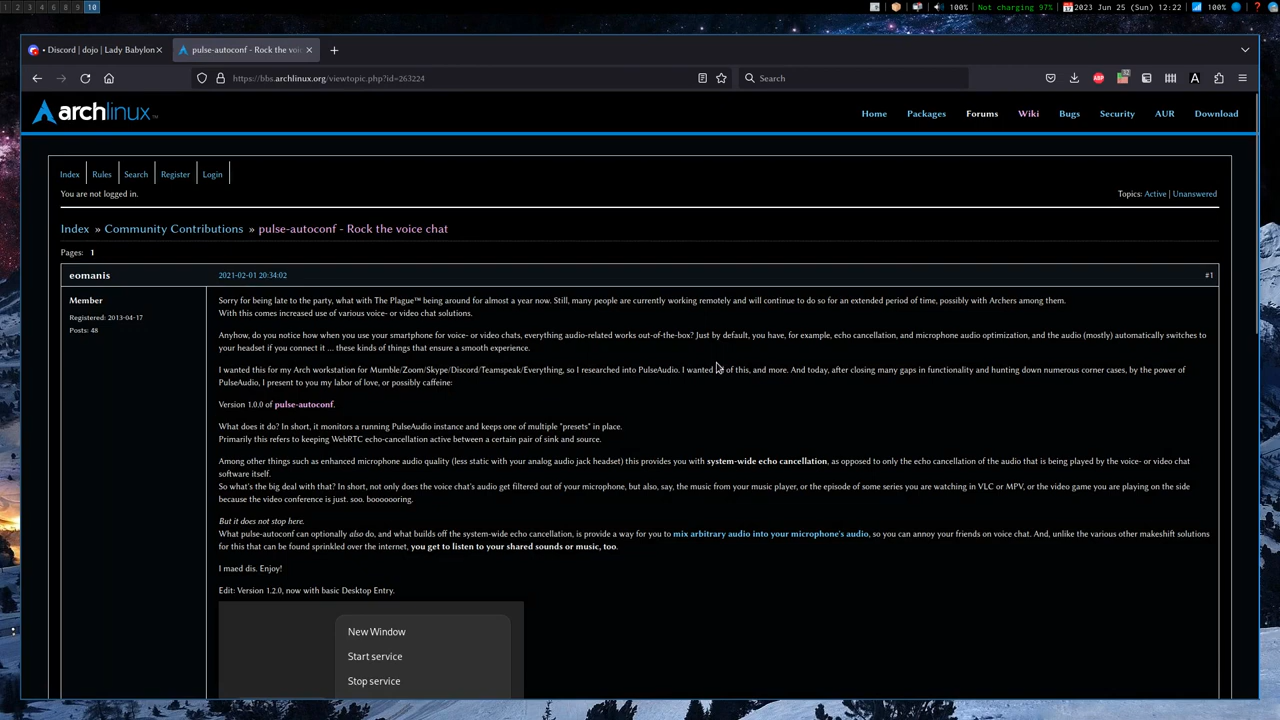 1 2 3 4 6 8 9 10
100% Not charging 97% 2023 Jun 25 (Sun) 12:22 100%
• Discord | dojo | Lady Babylon
pulse-autoconf - Rock the voi
https://bbs.archlinux.org/viewtopic.php?id=263224
Search
ABP
A
archlinux
Home Packages Forums Wiki Bugs Security AUR Download
Index Rules Search Register Login
You are not logged in.
Topics: Active | Unanswered
Index » Community Contributions » pulse-autoconf - Rock the voice chat
Pages: 1
eomanis
2021-02-01 20:34:02
#1
Member
Registered: 2013-04-17
Posts: 48
Sorry for being late to the party, what with The Plague™ being around for almost a year now. Still, many people are currently working remotely and will continue to do so for an extended period of time, possibly with Archers among them.
With this comes increased use of various voice- or video chat solutions.
Anyhow, do you notice how when you use your smartphone for voice- or video chats, everything audio-related works out-of-the-box? Just by default, you have, for example, echo cancellation, and microphone audio optimization, and the audio (mostly) automatically switches to
your headset if you connect it ... these kinds of things that ensure a smooth experience.
I wanted this for my Arch workstation for Mumble/Zoom/Skype/Discord/Teamspeak/Everything, so I researched into PulseAudio. I wanted of this, and more. And today, after closing many gaps in functionality and hunting down numerous corner cases, by the power of
PulseAudio, I present to you my labor of love, or possibly caffeine:
Version 1.0.0 of pulse-autoconf.
What does it do? In short, it monitors a running PulseAudio instance and keeps one of multiple "presets" in place.
Primarily this refers to keeping WebRTC echo-cancellation active between a certain pair of sink and source.
Among other things such as enhanced microphone audio quality (less static with your analog audio jack headset) this provides you with system-wide echo cancellation, as opposed to only the echo cancellation of the audio that is being played by the voice- or video chat
software itself.
So what's the big deal with that? In short, not only does the voice chat's audio get filtered out of your microphone, but also, say, the music from your music player, or the episode of some series you are watching in VLC or MPV, or the video game you are playing on the side
because the video conference is just. soo. boooooooring.
But it does not stop here.
What pulse-autoconf can optionally also do, and what builds off the system-wide echo cancellation, is provide a way for you to mix arbitrary audio into your microphone's audio, so you can annoy your friends on voice chat. And, unlike the various other makeshift solutions
for this that can be found sprinkled over the internet, you get to listen to your shared sounds or music, too.
I maed dis. Enjoy!
Edit: Version 1.2.0, now with basic Desktop Entry.
New Window
Start service
Stop service